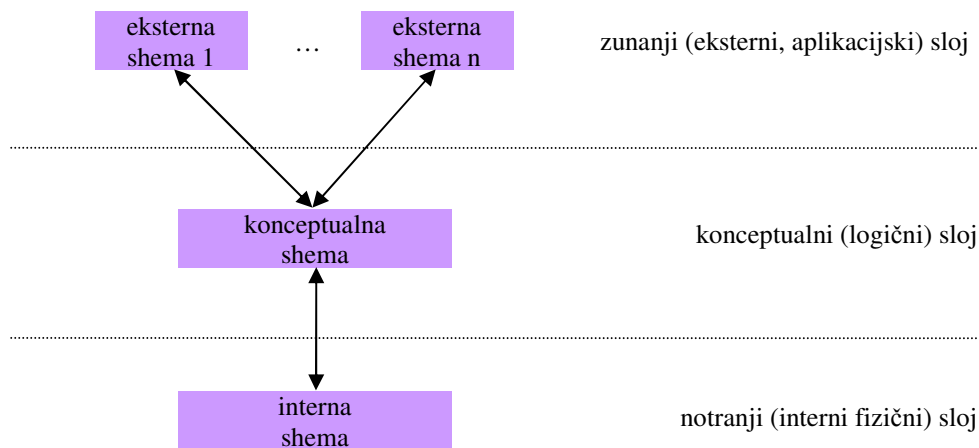 eksterna
shema 1
...
eksterna
shema n
zunanji (eksterni, aplikacijski) sloj
konceptualna
shema
konceptualni (logični) sloj
interna
shema
notranji (interni fizični) sloj